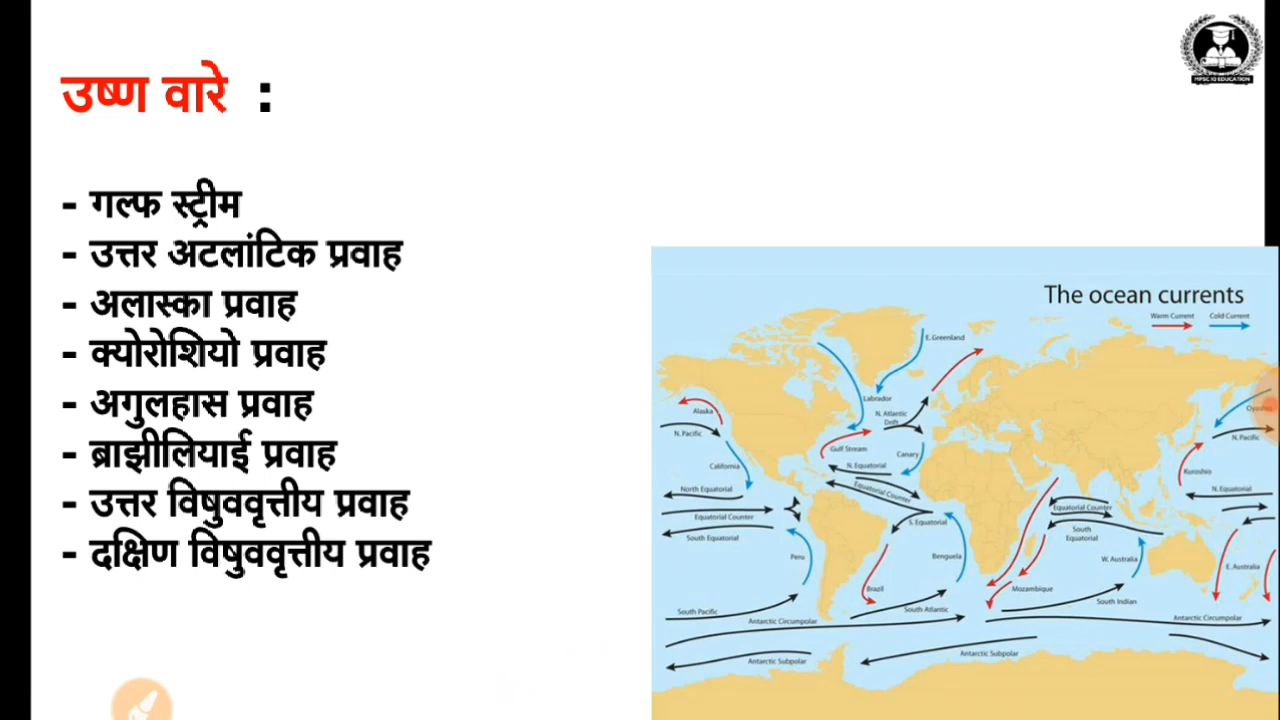 MPSC IQ EDUCATION
उष्ण वारे :
- गल्फ स्ट्रीम
- उत्तर अटलांटिक प्रवाह
- अलास्का प्रवाह
- क्योरोशियो प्रवाह
- अगुलहास प्रवाह
- ब्राझीलियाई प्रवाह
- उत्तर विषुववृत्तीय प्रवाह
- दक्षिण विषुववृत्तीय प्रवाह
The ocean currents
Warm Current
Cold Current
E. Greenland
Labrador
Alaska
N. Atlantic
Drift
N. Pacific
N. Pacific
Gulf Stream
Canary
California
N. Equatorial
Kuroshio
North Equatorial
Equatorial Counter
N. Equatorial
Equatorial Counter
Equatorial Counter
S. Equatorial
South Equatorial
South
Equatorial
Peru
Benguela
W. Australia
E. Australia
Brazil
Mozambique
South Indian
South Pacific
South Atlantic
Antarctic Circumpolar
Antarctic Circumpolar
Antarctic Subpolar
Antarctic Subpolar